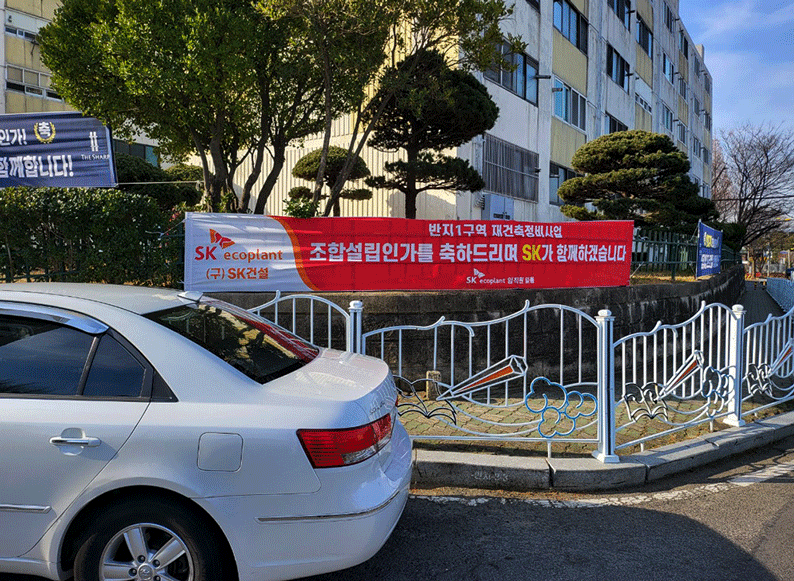 인가!
축
함께합니다!
THE SHARP
SK ecoplant
(구) SK건설
반지1구역 재건축정비사업
조합설립인가를 축하드리며 SK가 함께하겠습니다
SK ecoplant 임직원 일동